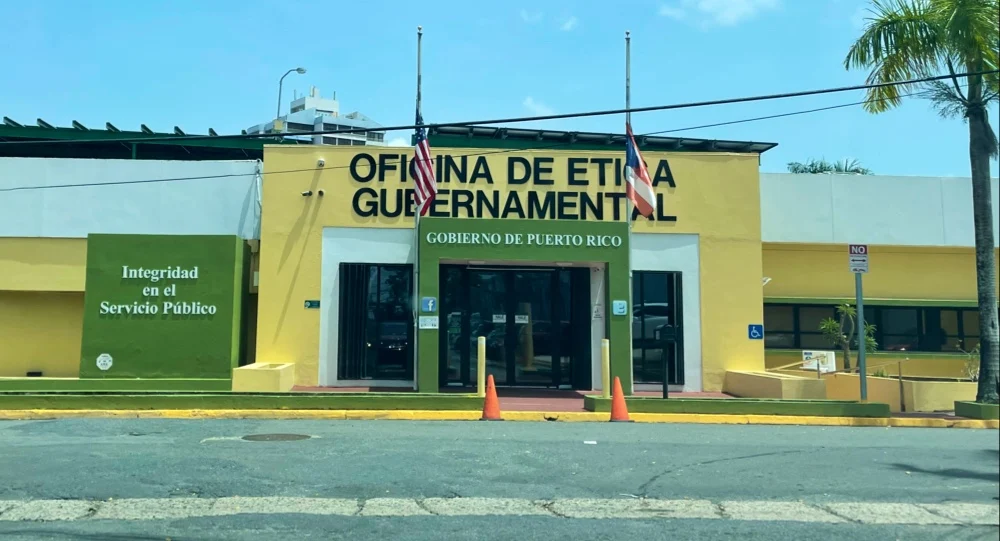 OFICINA DE ETICA
GUBERNAMENTAL
GOBIERNO DE PUERTO RICO
Integridad
en el
Servicio Público
f
NO